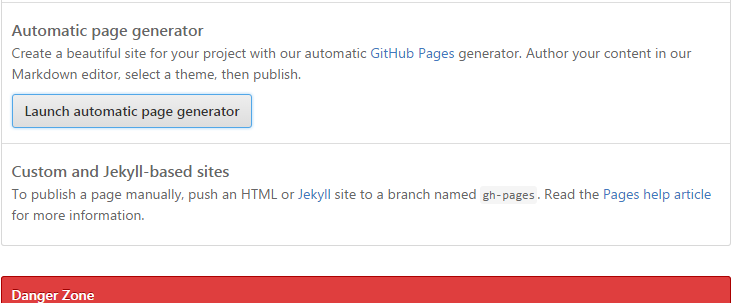 Automatic page generator
Create a beautiful site for your project with our automatic GitHub Pages generator. Author your content in our
Markdown editor, select a theme, then publish.
Launch automatic page generator
Custom and Jekyll-based sites
To publish a page manually, push an HTML or Jekyll site to a branch named gh-pages. Read the Pages help article
for more information.
Danger Zone